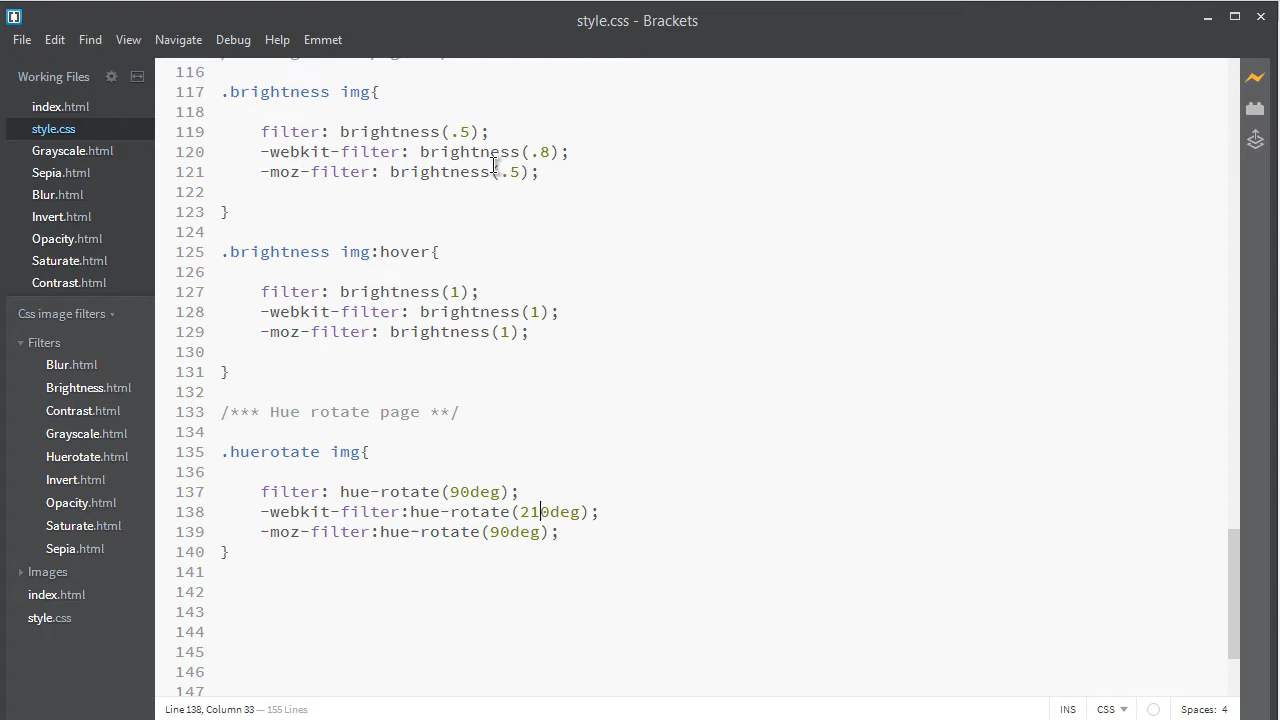 style.css - Brackets
File Edit Find View Navigate Debug Help Emmet
Working Files
index.html
style.css
Grayscale.html
Sepia.html
Blur.html
Invert.html
Opacity.html
Saturate.html
Contrast.html
Css image filters
Filters
Blur.html
Brightness.html
Contrast.html
Grayscale.html
Huerotate.html
Invert.html
Opacity.html
Saturate.html
Sepia.html
Images
index.html
style.css
116
117 .brightness img{
118
119 filter: brightness(.5);
120 -webkit-filter: brightness(.8);
121 -moz-filter: brightness(.5);
122
123 }
124
125 .brightness img:hover{
126
127 filter: brightness(1);
128 -webkit-filter: brightness(1);
129 -moz-filter: brightness(1);
130
131 }
132
133 /*** Hue rotate page **/
134
135 .huerotate img{
136
137 filter: hue-rotate(90deg);
138 -webkit-filter:hue-rotate(210deg);
139 -moz-filter:hue-rotate(90deg);
140 }
141
142
143
144
145
146
147
Line 138, Column 33 — 155 Lines
INS CSS Spaces: 4